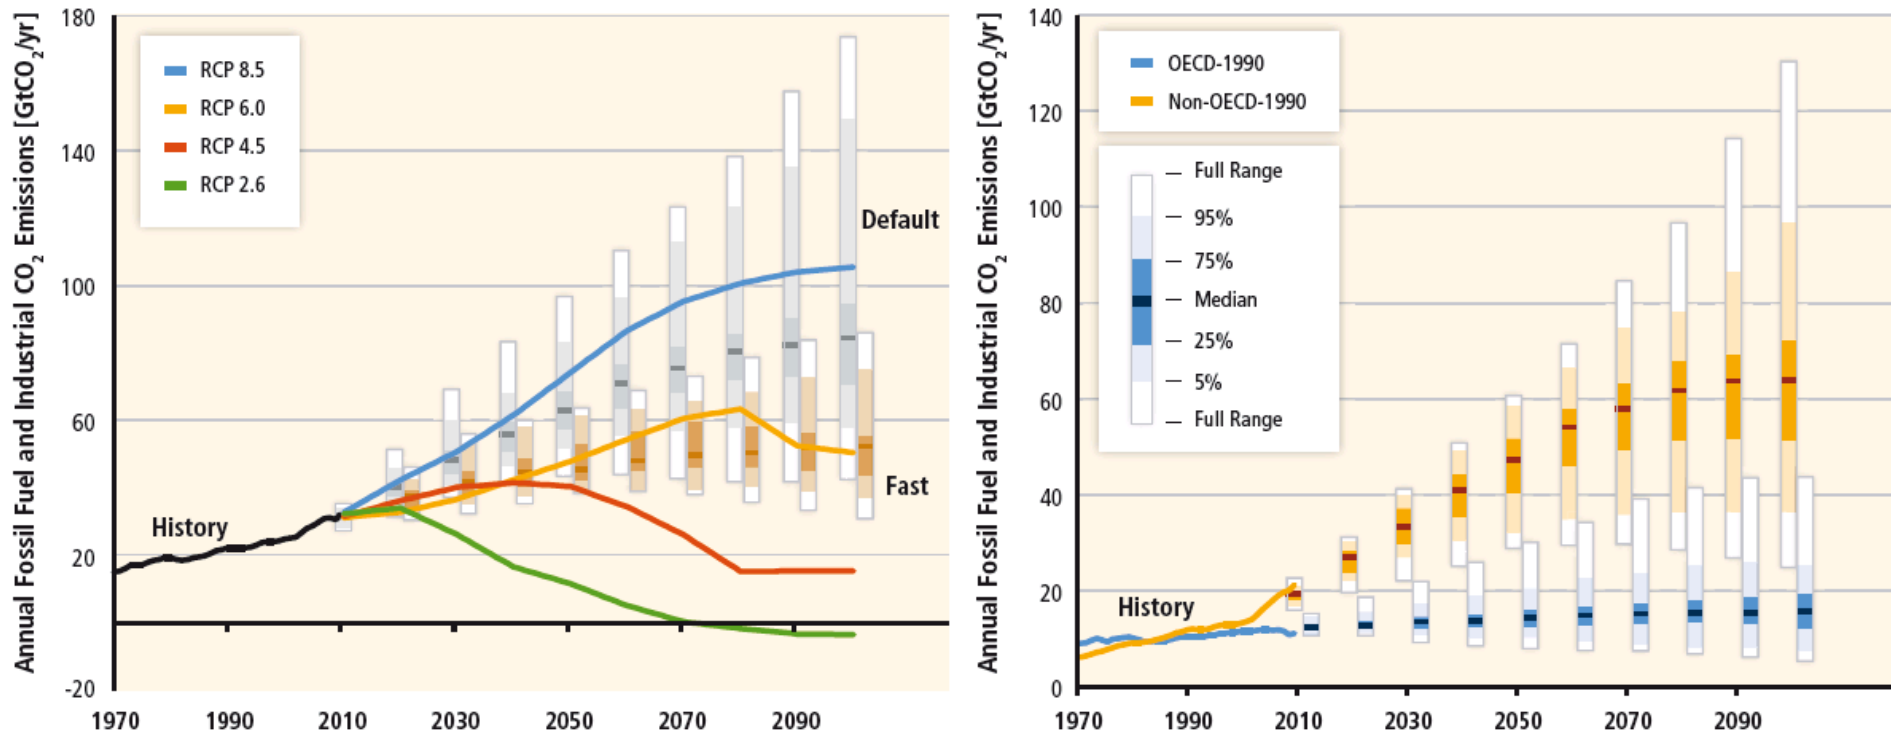 Annual Fossil Fuel and Industrial CO2 Emissions [GtCO2/yr]
180
140
100
60
20
-20
RCP 8.5
RCP 6.0
RCP 4.5
RCP 2.6
Default
Fast
History
1970
1990
2010
2030
2050
2070
2090
Annual Fossil Fuel and Industrial CO2 Emissions [GtCO2/yr]
140
120
100
80
60
40
20
0
OECD-1990
Non-OECD-1990
Full Range
95%
75%
Median
25%
5%
Full Range
History
1970
1990
2010
2030
2050
2070
2090